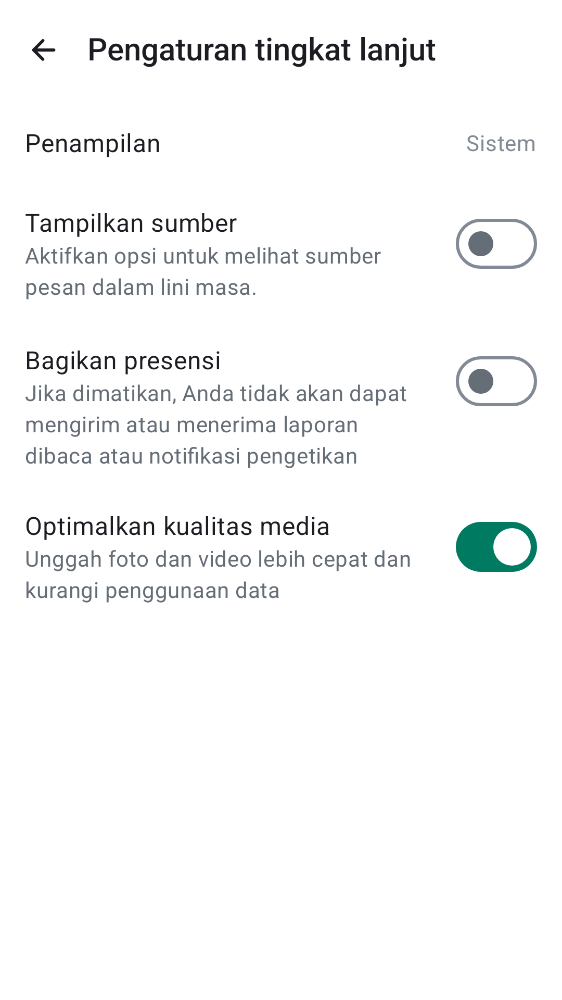 Pengaturan tingkat lanjut
Penampilan
Sistem
Tampilkan sumber
Aktifkan opsi untuk melihat sumber
pesan dalam lini masa.
Bagikan presensi
Jika dimatikan, Anda tidak akan dapat
mengirim atau menerima laporan
dibaca atau notifikasi pengetikan
Optimalkan kualitas media
Unggah foto dan video lebih cepat dan
kurangi penggunaan data